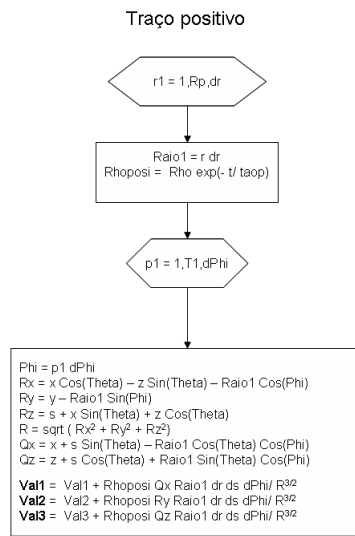 Traço positivo
r1 = 1,Rp,dr
Raio1 = r dr
Rhoposi = Rho exp(- t/ taop)
p1 = 1,T1,dPhi
Phi = p1 dPhi
Rx = x Cos(Theta) – z Sin(Theta) – Raio1 Cos(Phi)
Ry = y – Raio1 Sin(Phi)
Rz = s + x Sin(Theta) + z Cos(Theta)
R = sqrt ( Rx² + Ry² + Rz²)
Qx = x + s Sin(Theta) – Raio1 Cos(Theta) Cos(Phi)
Qz = z + s Cos(Theta) + Raio1 Sin(Theta) Cos(Phi)
Val1 = Val1 + Rhoposi Qx Raio1 dr ds dPhi/ R³/²
Val2 = Val2 + Rhoposi Ry Raio1 dr ds dPhi/ R³/²
Val3 = Val3 + Rhoposi Qz Raio1 dr ds dPhi/ R³/²